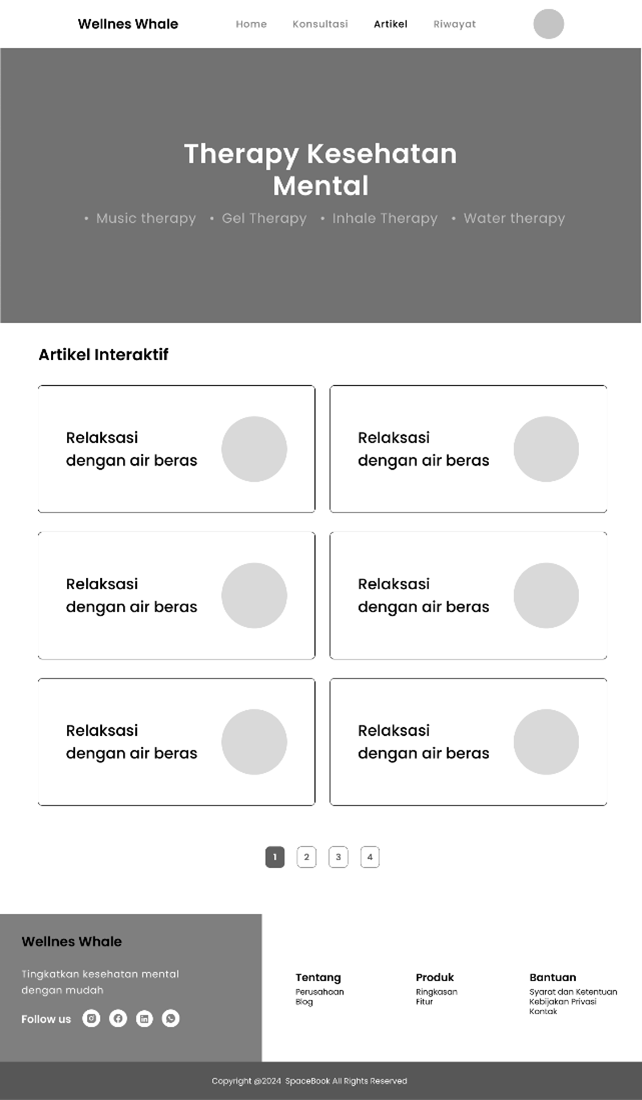 Wellnes Whale
Home Konsultasi Artikel Riwayat
Therapy Kesehatan
Mental
• Music therapy • Gel Therapy • Inhale Therapy • Water therapy
Artikel Interaktif
Relaksasi
dengan air beras
Relaksasi
dengan air beras
Relaksasi
dengan air beras
Relaksasi
dengan air beras
Relaksasi
dengan air beras
Relaksasi
dengan air beras
1 2 3 4
Wellnes Whale
Tingkatkan kesehatan mental
dengan mudah
Follow us
Tentang
Perusahaan
Blog
Produk
Ringkasan
Fitur
Bantuan
Syarat dan Ketentuan
Kebijakan Privasi
Kontak
Copyright @2024 SpaceBook All Rights Reserved